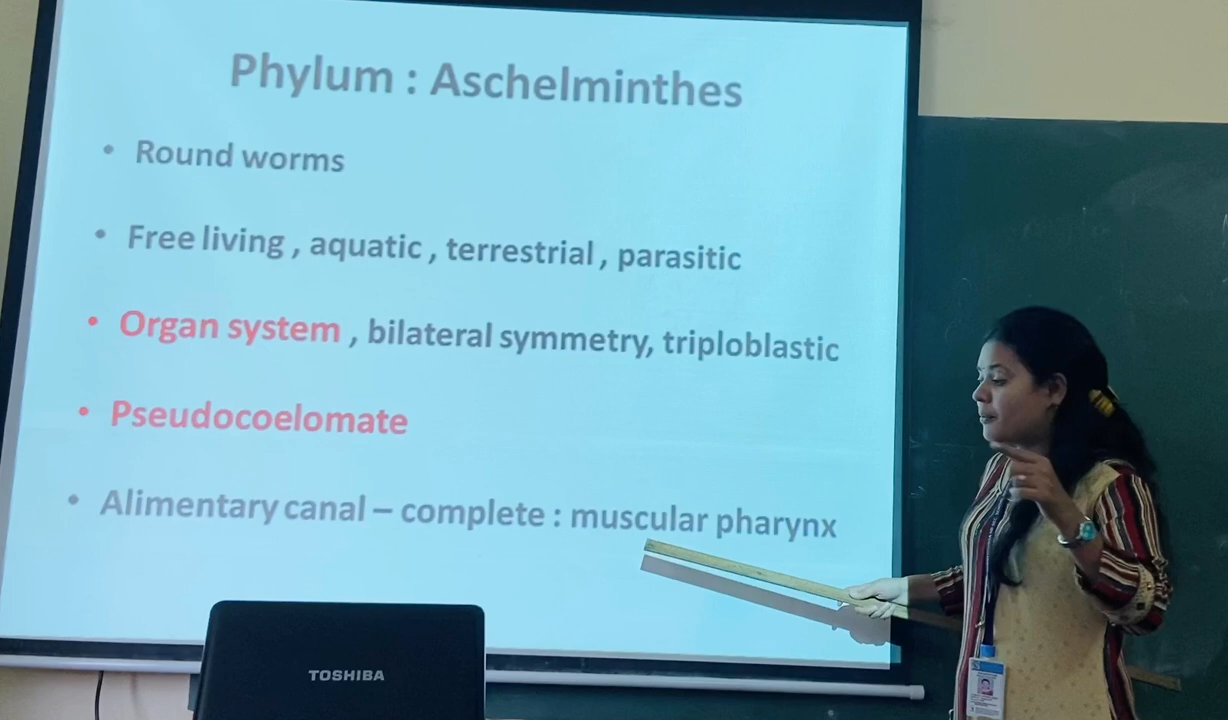 Phylum : Aschelminthes
• Round worms
• Free living , aquatic , terrestrial , parasitic
• Organ system , bilateral symmetry, triploblastic
• Pseudocoelomate
• Alimentary canal – complete : muscular pharynx
TOSHIBA